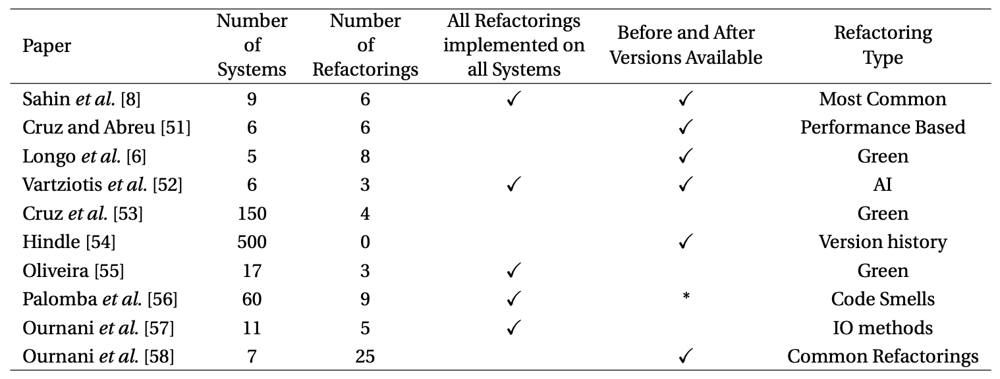 Paper Number of Systems Number of Refactorings All Refactorings implemented on all Systems Before and After Versions Available Refactoring Type
Sahin et al. [8] 9 6 ✓ ✓ Most Common
Cruz and Abreu [51] 6 6 ✓ Performance Based
Longo et al. [6] 5 8 ✓ Green
Vartziotis et al. [52] 6 3 ✓ ✓ AI
Cruz et al. [53] 150 4 Green
Hindle [54] 500 0 ✓ Version history
Oliveira [55] 17 3 ✓ Green
Palomba et al. [56] 60 9 ✓ * Code Smells
Ournani et al. [57] 11 5 ✓ IO methods
Ournani et al. [58] 7 25 ✓ Common Refactorings